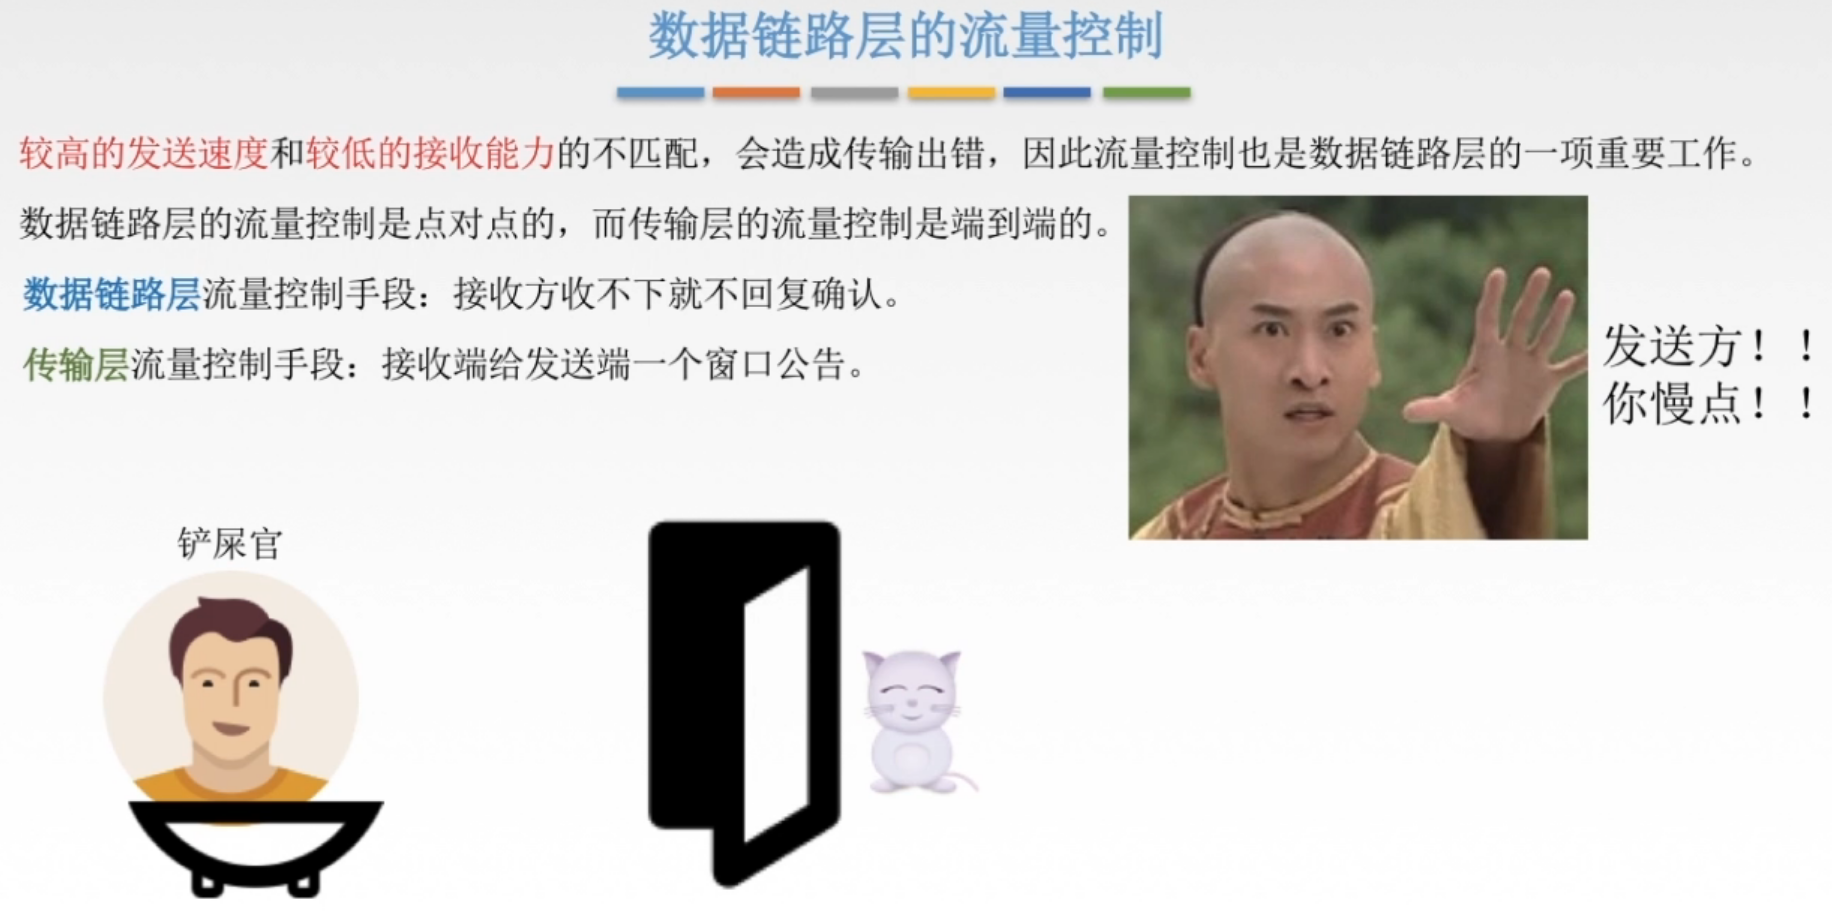 数据链路层的流量控制
较高的发送速度和较低的接收能力的不匹配，会造成传输出错，因此流量控制也是数据链路层的一项重要工作。
数据链路层的流量控制是点对点的，而传输层的流量控制是端到端的。
数据链路层流量控制手段：接收方收不下就不回复确认。
传输层流量控制手段：接收端给发送端一个窗口公告。
发送方！！
你慢点！！
铲屎官